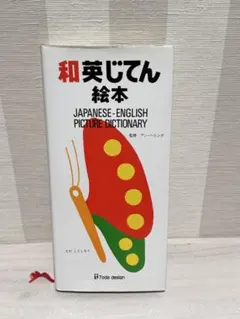 和英じてん
絵本
JAPANESE-ENGLISH
PICTURE DICTIONARY
Toda design